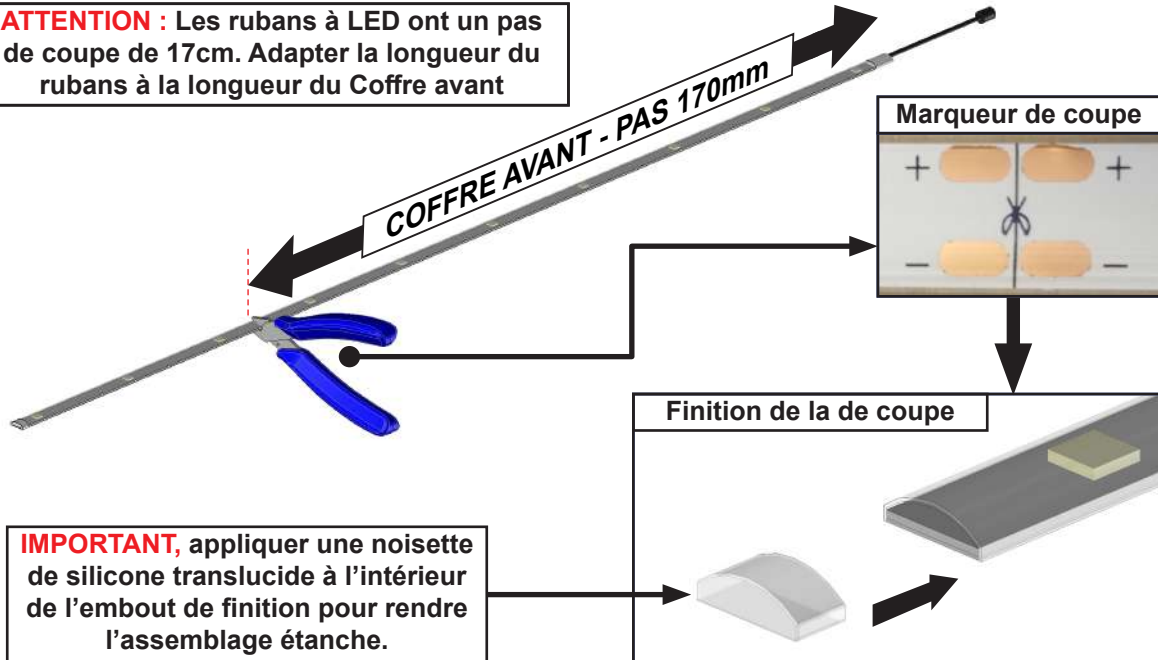 ATTENTION : Les rubans à LED ont un pas
de coupe de 17cm. Adapter la longueur du
rubans à la longueur du Coffre avant
COFFRE AVANT - PAS 170mm
Marqueur de coupe
+ +
− −
Finition de la de coupe
IMPORTANT, appliquer une noisette
de silicone translucide à l'intérieur
de l'embout de finition pour rendre
l'assemblage étanche.